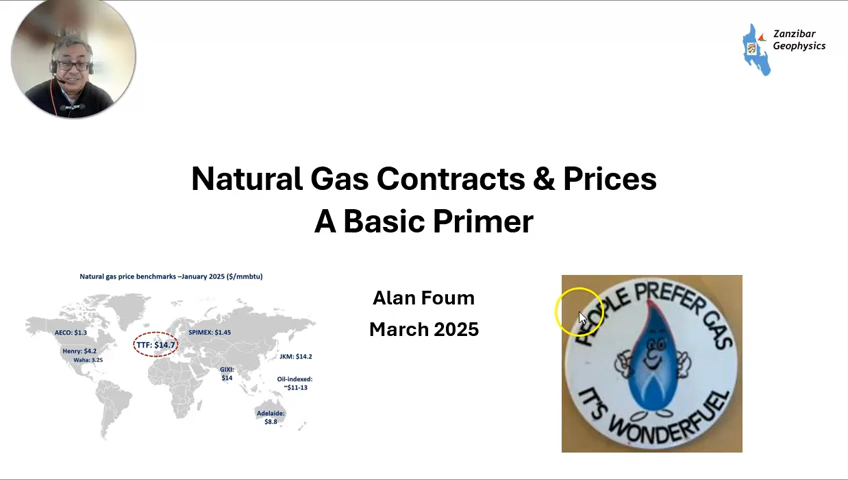 Zanzibar
Geophysics
Natural Gas Contracts & Prices
A Basic Primer
Natural gas price benchmarks –January 2025 ($/mmbtu)
AECO: $1.3
SPIMEX: $1.45
TTF: $14.7
Henry: $4.2
Waha: 3.25
JKM: $14.2
GIXI:
$14
Oil-indexed:
~$11-13
Adelaide:
$8.8
Alan Foum
March 2025
PEOPLE PREFER GAS
IT'S WONDERFUEL